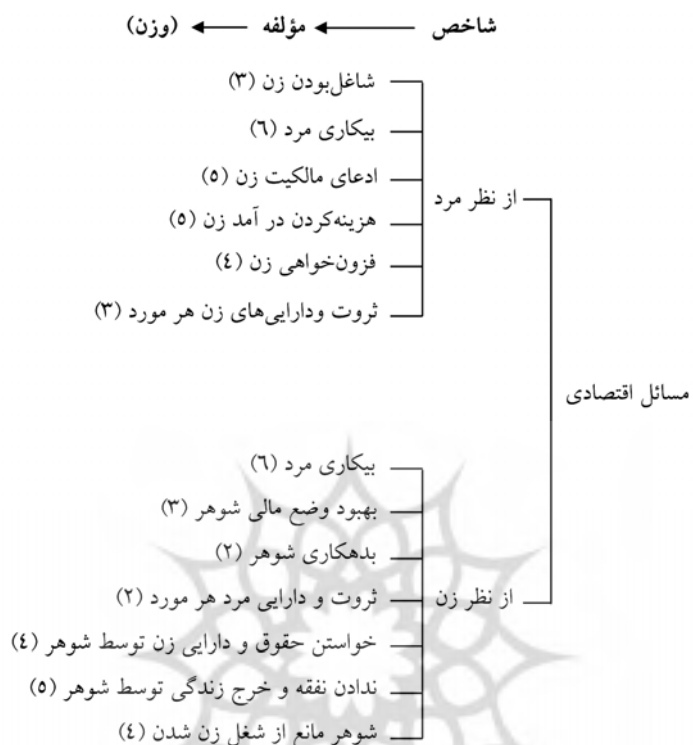 شاخص ← مؤلفه ← (وزن)
شاغل‌بودن زن (۳)
بیکاری مرد (٦)
ادعای مالکیت زن (٥)
از نظر مرد
هزینه‌کردن در آمد زن (٥)
فزون‌خواهی زن (٤)
ثروت ودارایی‌های زن هر مورد (۳)
مسائل اقتصادی
بیکاری مرد (٦)
بهبود وضع مالی شوهر (۳)
بدهکاری شوهر (۲)
از نظر زن
ثروت و دارایی مرد هر مورد (۲)
خواستن حقوق و دارایی زن توسط شوهر (٤)
ندادن نفقه و خرج زندگی توسط شوهر (٥)
شوهر مانع از شغل زن شدن (٤)